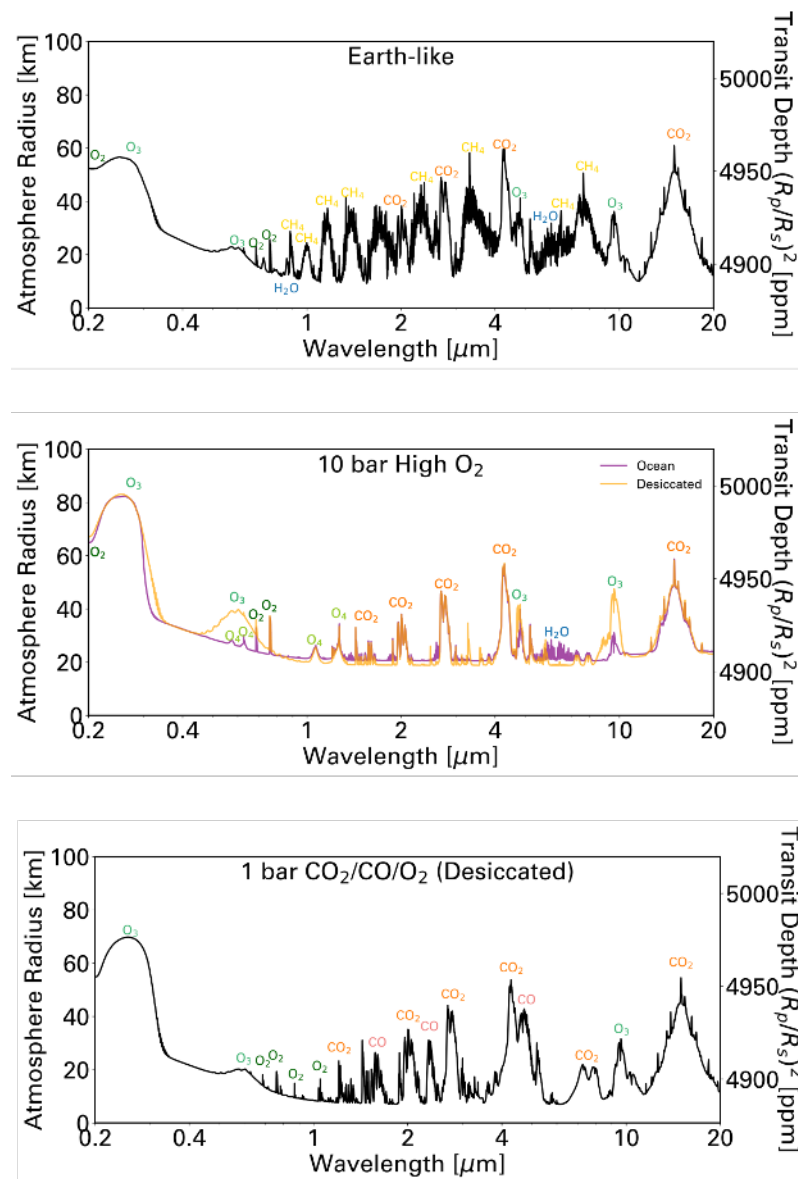 Earth-like
Atmosphere Radius [km]
Transit Depth (Rₚ/Rₛ)² [ppm]
100
80
60
40
20
0
5000
4950
4900
O₂
O₃
O₃
O₂
O₂
H₂O
CH₄
CH₄
CH₄
CH₄
CO₂
CH₄
CO₂
CH₄
CO₂
O₃
H₂O
CH₄
CH₄
O₃
CO₂
0.2 0.4 1 2 4 10 20
Wavelength [μm]
10 bar High O₂
Ocean
Desiccated
Atmosphere Radius [km]
Transit Depth (Rₚ/Rₛ)² [ppm]
100
80
60
40
20
0
5000
4950
4900
O₂
O₃
O₃
O₄
O₄
O₂
O₂
O₄
O₄
CO₂
CO₂
CO₂
CO₂
O₃
H₂O
O₃
CO₂
0.2 0.4 1 2 4 10 20
Wavelength [μm]
1 bar CO₂/CO/O₂ (Desiccated)
Atmosphere Radius [km]
Transit Depth (Rₚ/Rₛ)² [ppm]
100
80
60
40
20
0
5000
4950
4900
O₃
O₃
O₂
O₂
O₂
O₂
CO₂
CO
CO₂
CO
CO₂
CO₂
CO
CO₂
O₃
CO₂
0.2 0.4 1 2 4 10 20
Wavelength [μm]